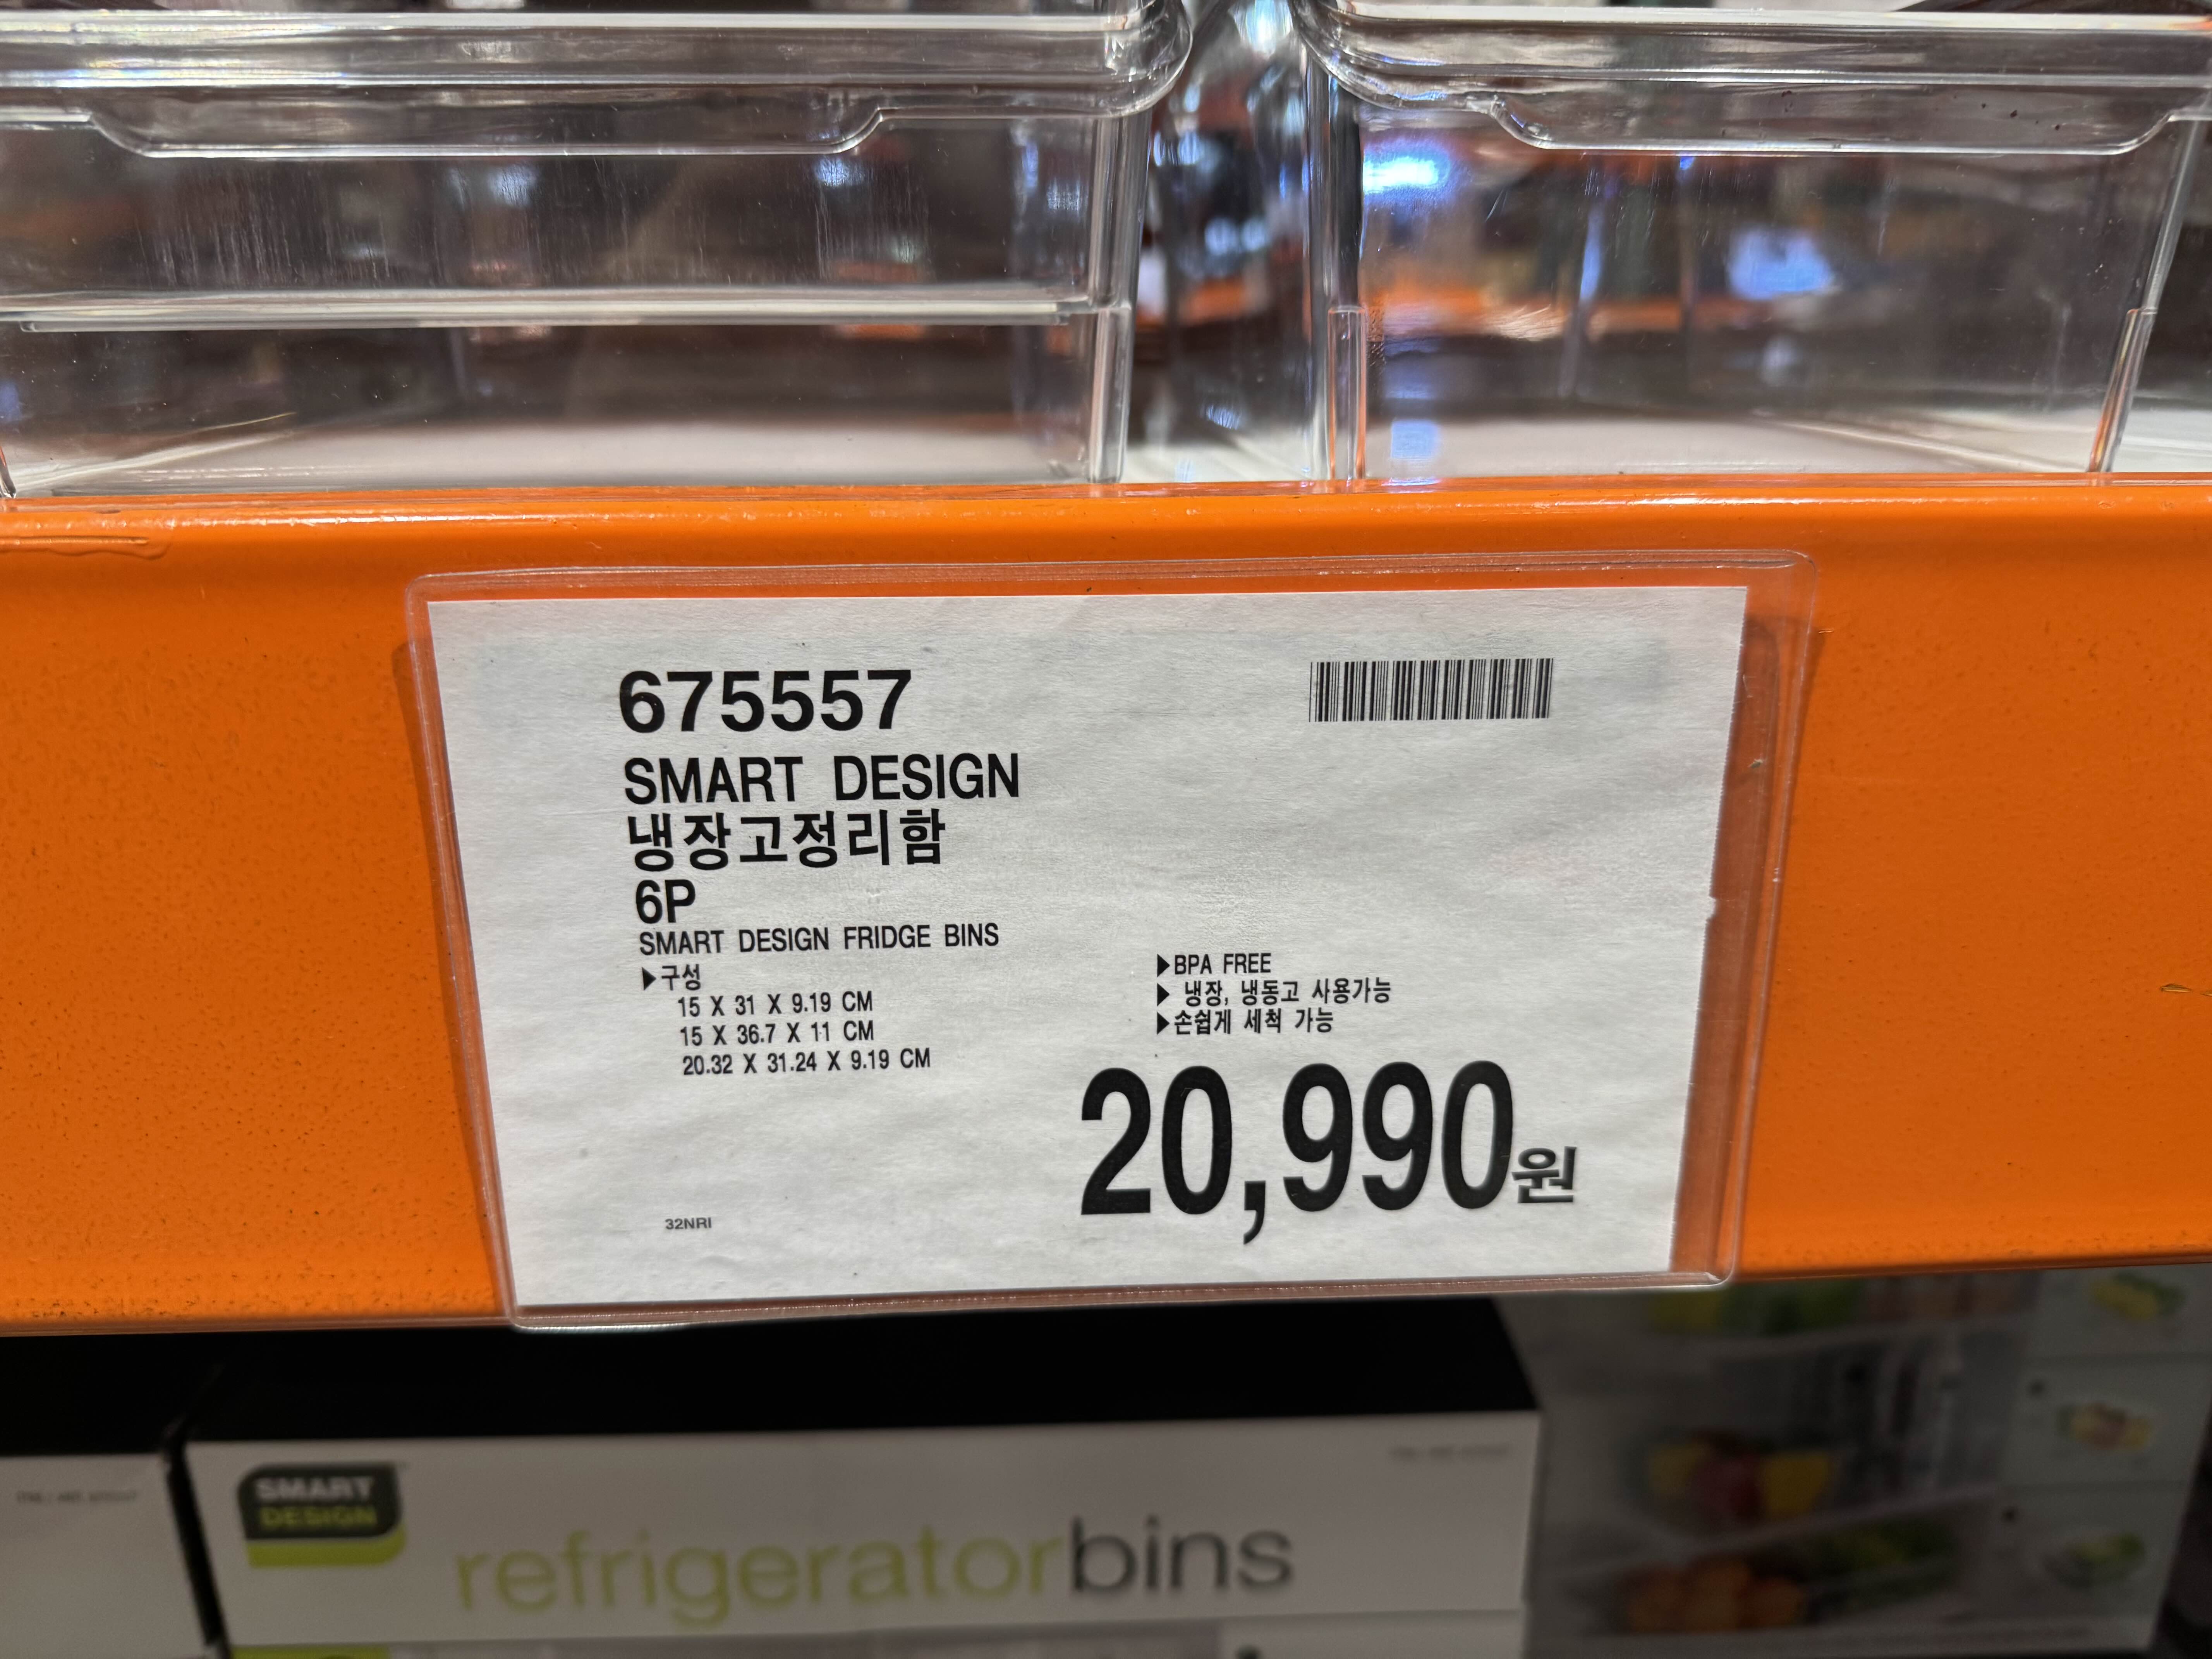 675557
SMART DESIGN
냉장고정리함
6P
SMART DESIGN FRIDGE BINS
▶구성
15 X 31 X 9.19 CM
15 X 36.7 X 11 CM
20.32 X 31.24 X 9.19 CM
▶BPA FREE
▶ 냉장, 냉동고 사용가능
▶손쉽게 세척 가능
20,990원
32NRI
SMART
DESIGN
refrigeratorbins